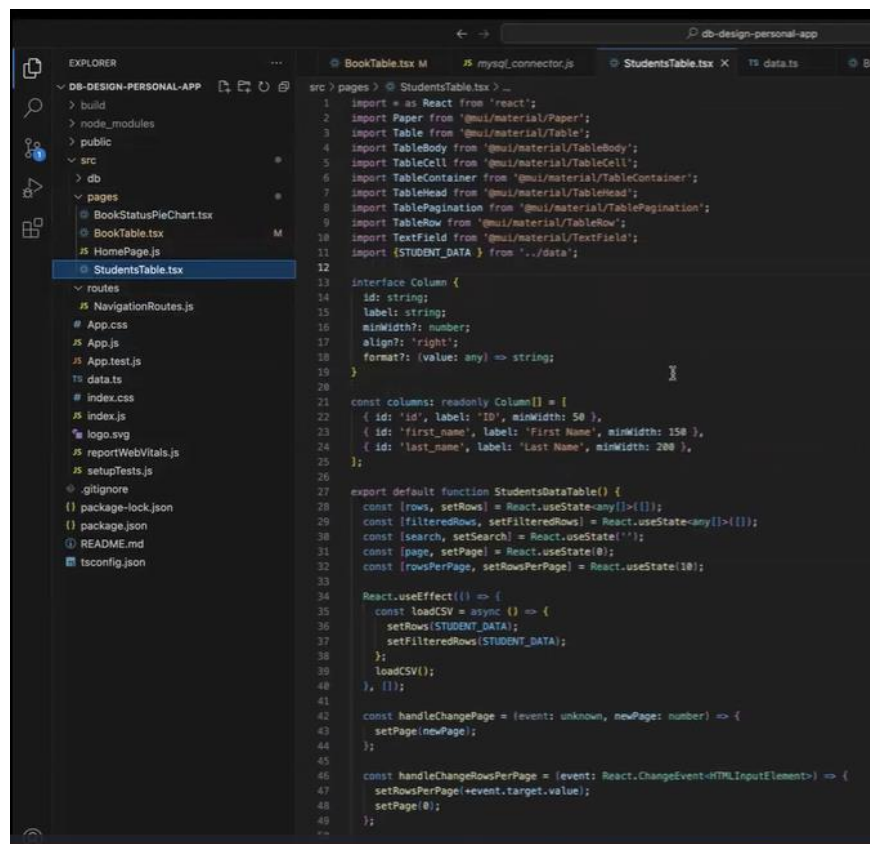 db-design-personal-app
EXPLORER
DB-DESIGN-PERSONAL-APP
build
node_modules
public
src
db
pages
BookStatusPieChart.tsx
BookTable.tsx M
JS HomePage.js
StudentsTable.tsx
routes
JS NavigationRoutes.js
# App.css
JS App.js
JS App.test.js
TS data.ts
# index.css
JS index.js
logo.svg
JS reportWebVitals.js
JS setupTests.js
.gitignore
{} package-lock.json
{} package.json
README.md
tsconfig.json
1
BookTable.tsx M JS mysql_connector.js StudentsTable.tsx × TS data.ts B
src > pages > StudentsTable.tsx > ...
1 import * as React from 'react';
2 import Paper from '@mui/material/Paper';
3 import Table from '@mui/material/Table';
4 import TableBody from '@mui/material/TableBody';
5 import TableCell from '@mui/material/TableCell';
6 import TableContainer from '@mui/material/TableContainer';
7 import TableHead from '@mui/material/TableHead';
8 import TablePagination from '@mui/material/TablePagination';
9 import TableRow from '@mui/material/TableRow';
10 import TextField from '@mui/material/TextField';
11 import {STUDENT_DATA } from '../data';
12
13 interface Column {
14 id: string;
15 label: string;
16 minWidth?: number;
17 align?: 'right';
18 format?: (value: any) => string;
19 }
20
21 const columns: readonly Column[] = [
22 { id: 'id', label: 'ID', minWidth: 50 },
23 { id: 'first_name', label: 'First Name', minWidth: 150 },
24 { id: 'last_name', label: 'Last Name', minWidth: 200 },
25 ];
26
27 export default function StudentsDataTable() {
28 const [rows, setRows] = React.useState<any[]>([]);
29 const [filteredRows, setFilteredRows] = React.useState<any[]>([]);
30 const [search, setSearch] = React.useState('');
31 const [page, setPage] = React.useState(0);
32 const [rowsPerPage, setRowsPerPage] = React.useState(10);
33
34 React.useEffect(() => {
35 const loadCSV = async () => {
36 setRows(STUDENT_DATA);
37 setFilteredRows(STUDENT_DATA);
38 };
39 loadCSV();
40 }, []);
41
42 const handleChangePage = (event: unknown, newPage: number) => {
43 setPage(newPage);
44 };
45
46 const handleChangeRowsPerPage = (event: React.ChangeEvent<HTMLInputElement>) => {
47 setRowsPerPage(+event.target.value);
48 setPage(0);
49 };